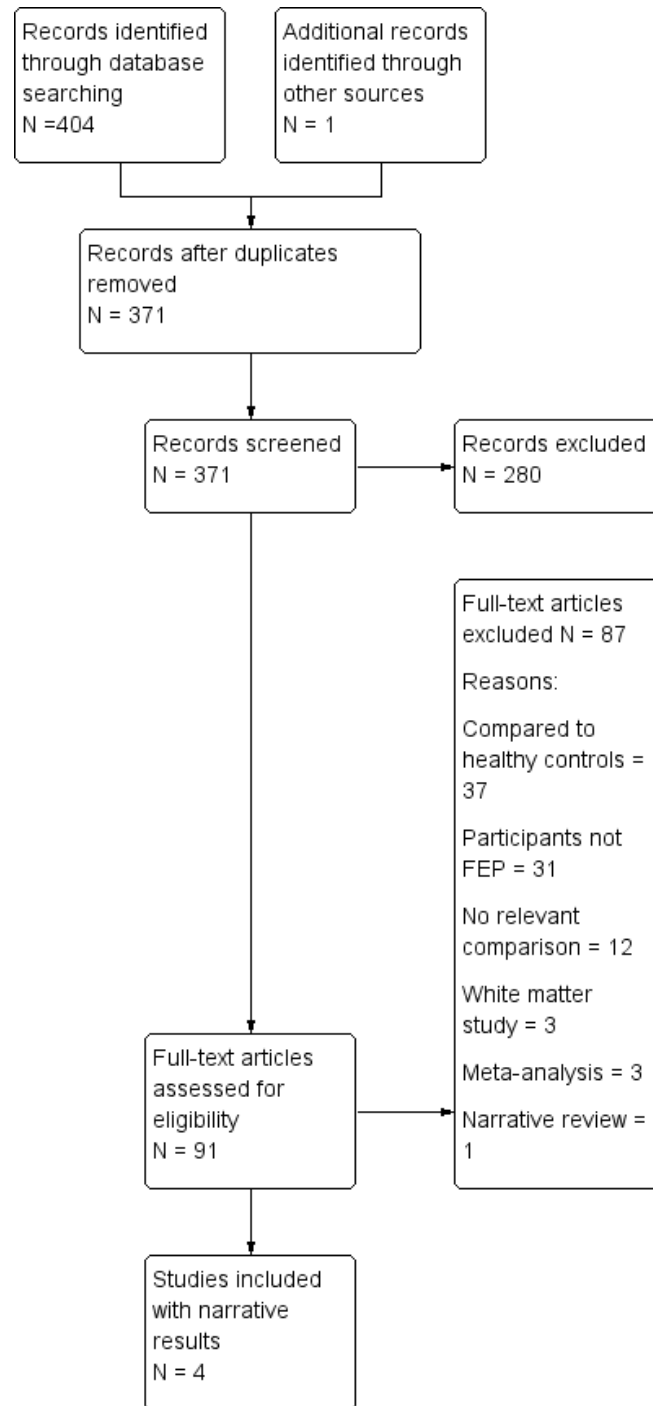 Records identified
through database
searching
N =404
Additional records
identified through
other sources
N = 1
Records after duplicates
removed
N = 371
Records screened
N = 371
Records excluded
N = 280
Full-text articles
excluded N = 87
Reasons:
Compared to
healthy controls =
37
Participants not
FEP = 31
No relevant
comparison = 12
White matter
study = 3
Meta-analysis = 3
Narrative review =
1
Full-text articles
assessed for
eligibility
N = 91
Studies included
with narrative
results
N = 4